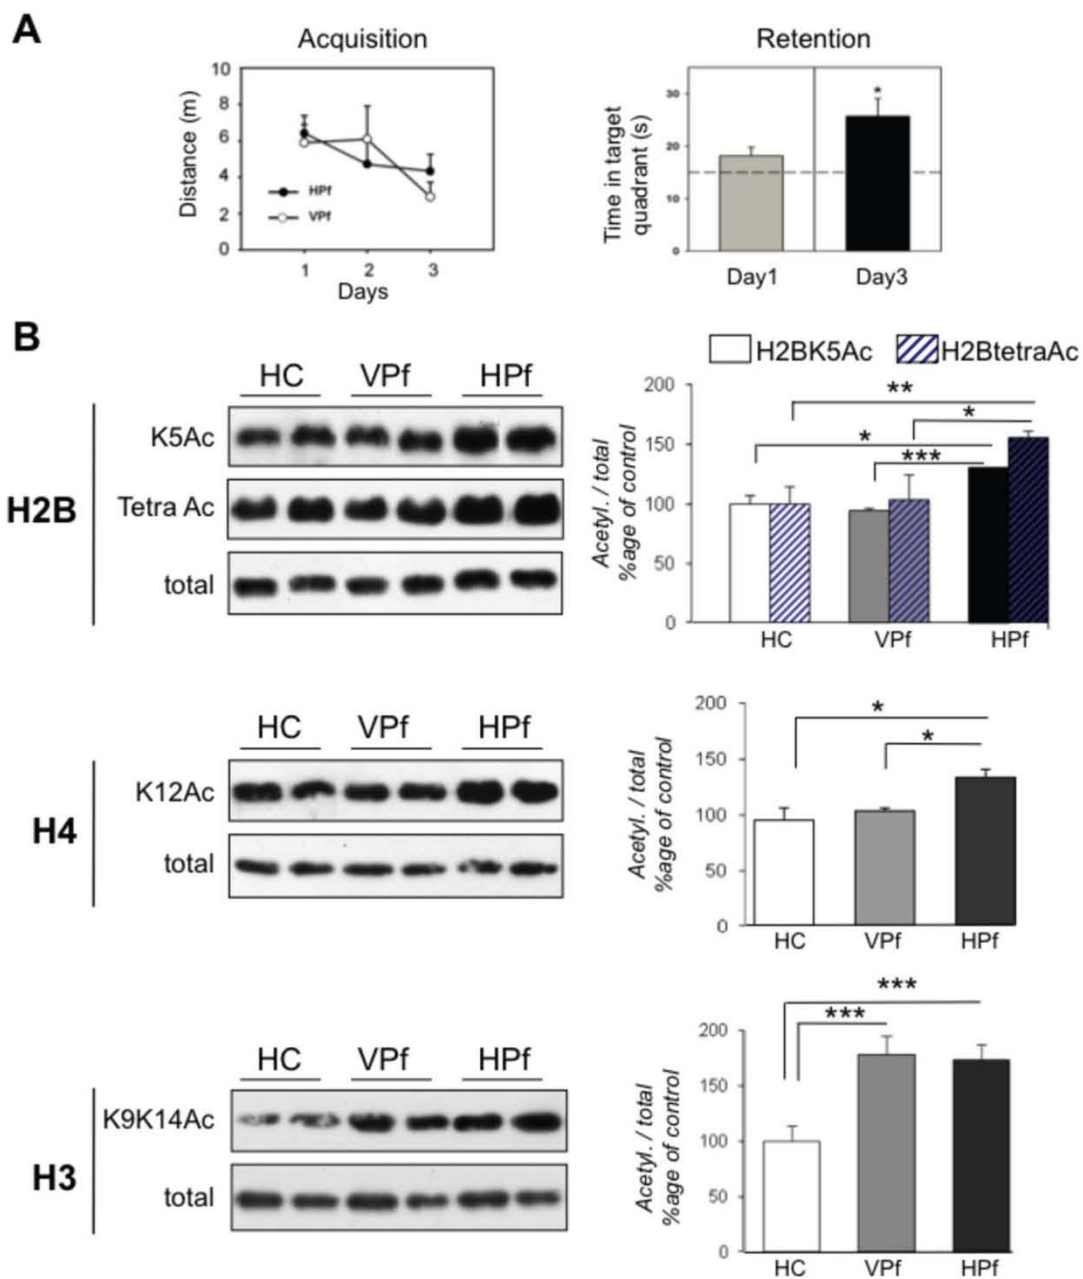 A
Acquisition
Retention
Distance (m)
10
8
6
4
2
0
HPf
VPf
1 2 3
Days
Time in target
quadrant (s)
30
20
10
0
*
Day1 Day3
B
HC VPf HPf
H2B
K5Ac
Tetra Ac
total
H2BK5Ac H2BtetraAc
Acetyl. / total
%age of control
200
150
100
50
0
**
*
*
***
HC VPf HPf
HC VPf HPf
H4
K12Ac
total
Acetyl. / total
%age of control
200
150
100
50
0
*
*
HC VPf HPf
HC VPf HPf
H3
K9K14Ac
total
Acetyl. / total
%age of control
200
150
100
50
0
***
***
HC VPf HPf